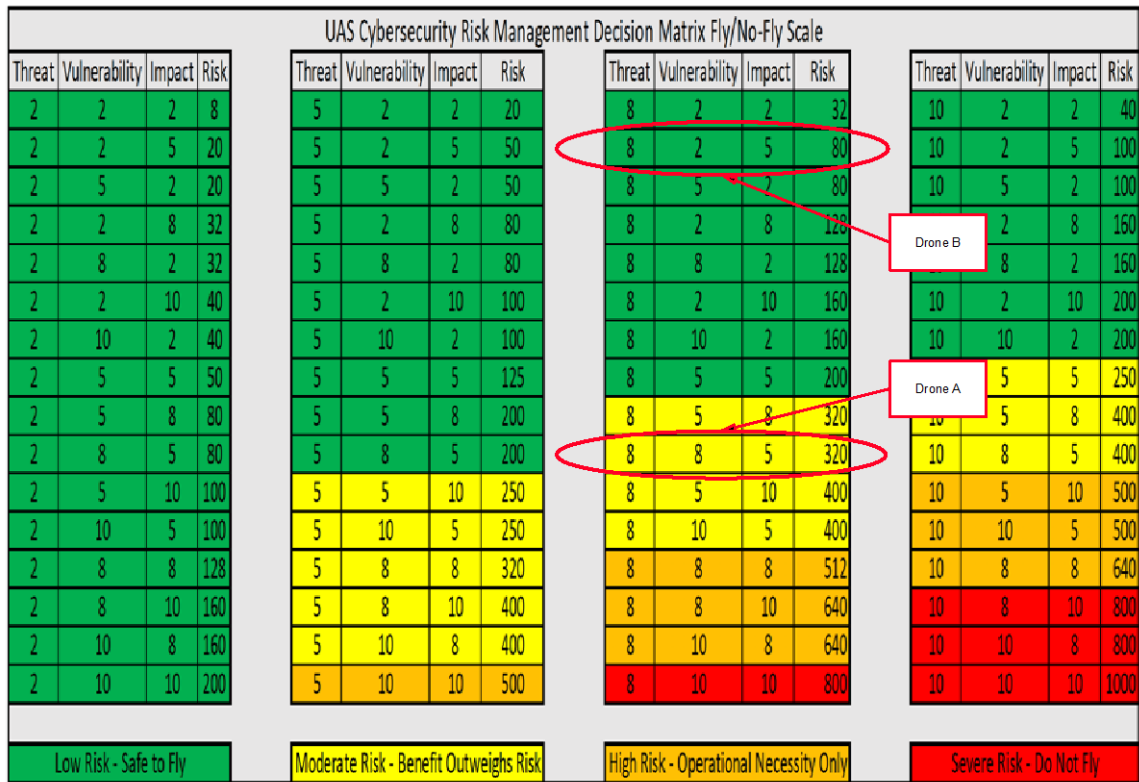 UAS Cybersecurity Risk Management Decision Matrix Fly/No-Fly Scale
Threat Vulnerability Impact Risk Threat Vulnerability Impact Risk Threat Vulnerability Impact Risk Threat Vulnerability Impact Risk
2 2 2 8 5 2 2 20 8 2 2 32 10 2 2 40
2 2 5 20 5 2 5 50 8 2 5 80 10 2 5 100
2 5 2 20 5 5 2 50 8 5 2 80 10 5 2 100
2 2 8 32 5 2 8 80 8 2 8 128 2 8 160
Drone B
2 8 2 32 5 8 2 80 8 8 2 128 10 8 2 160
2 2 10 40 5 2 10 100 8 2 10 160 10 2 10 200
2 10 2 40 5 10 2 100 8 10 2 160 10 10 2 200
2 5 5 50 5 5 5 125 8 5 5 200 5 5 250
Drone A
2 5 8 80 5 5 8 200 8 5 8 320 10 5 8 400
2 8 5 80 5 8 5 200 8 8 5 320 10 8 5 400
2 5 10 100 5 5 10 250 8 5 10 400 10 5 10 500
2 10 5 100 5 10 5 250 8 10 5 400 10 10 5 500
2 8 8 128 5 8 8 320 8 8 8 512 10 8 8 640
2 8 10 160 5 8 10 400 8 8 10 640 10 8 10 800
2 10 8 160 5 10 8 400 8 10 8 640 10 10 8 800
2 10 10 200 5 10 10 500 8 10 10 800 10 10 10 1000
Low Risk - Safe to Fly Moderate Risk - Benefit Outweighs Risk High Risk - Operational Necessity Only Severe Risk - Do Not Fly